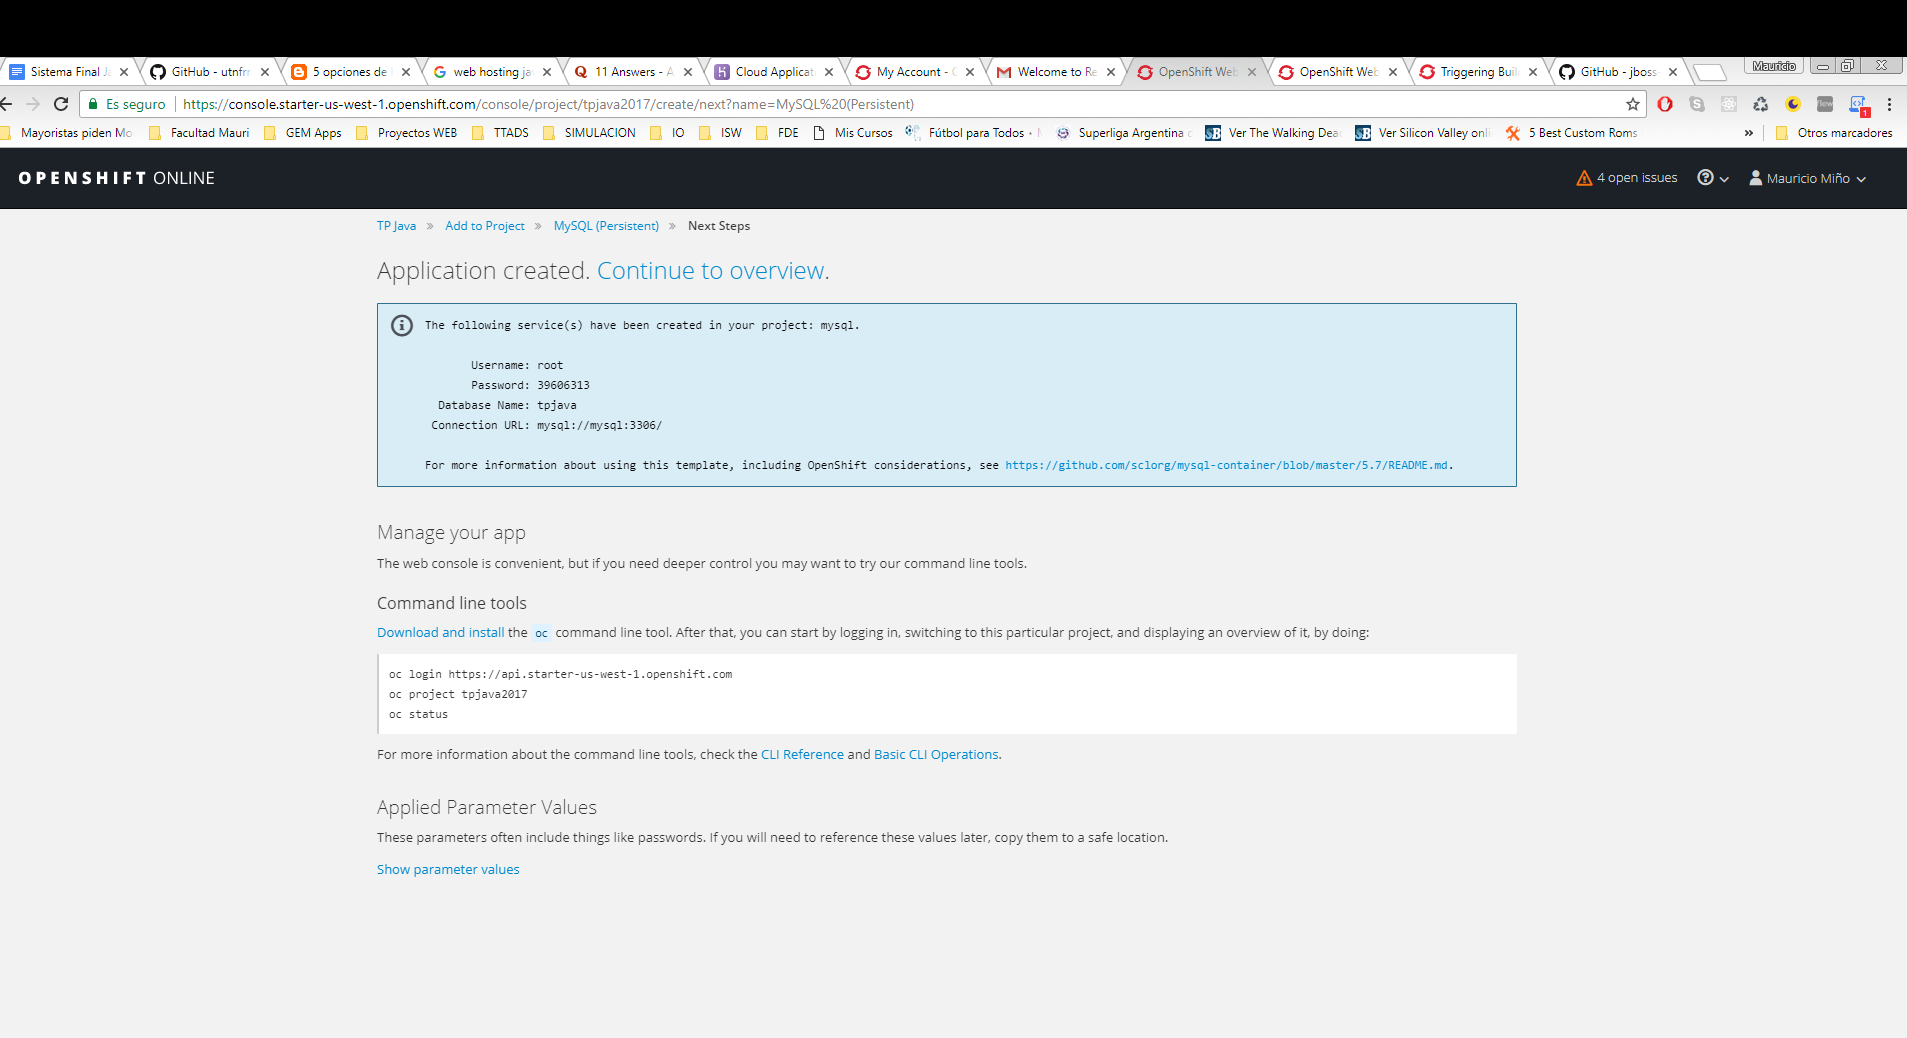 Sistema Final J
GitHub - utnfrr
5 opciones de
web hosting ja
11 Answers - A
Cloud Applicat
My Account - O
Welcome to Re
OpenShift Web
OpenShift Web
Triggering Buil
GitHub - jboss-
Mauricio
Es seguro
https://console.starter-us-west-1.openshift.com/console/project/tpjava2017/create/next?name=MySQL%20(Persistent)
1
Mayoristas piden Mo
Facultad Mauri
GEM Apps
Proyectos WEB
TTADS
SIMULACION
IO
ISW
FDE
Mis Cursos
Fútbol para Todos -
Superliga Argentina
Ver The Walking Dea
Ver Silicon Valley onli
5 Best Custom Roms
»
Otros marcadores
OPENSHIFT ONLINE
4 open issues
Mauricio Miño
TP Java » Add to Project » MySQL (Persistent) » Next Steps
Application created. Continue to overview.
The following service(s) have been created in your project: mysql.
Username: root
Password: 39606313
Database Name: tpjava
Connection URL: mysql://mysql:3306/
For more information about using this template, including OpenShift considerations, see https://github.com/sclorg/mysql-container/blob/master/5.7/README.md.
Manage your app
The web console is convenient, but if you need deeper control you may want to try our command line tools.
Command line tools
Download and install the oc command line tool. After that, you can start by logging in, switching to this particular project, and displaying an overview of it, by doing:
oc login https://api.starter-us-west-1.openshift.com
oc project tpjava2017
oc status
For more information about the command line tools, check the CLI Reference and Basic CLI Operations.
Applied Parameter Values
These parameters often include things like passwords. If you will need to reference these values later, copy them to a safe location.
Show parameter values